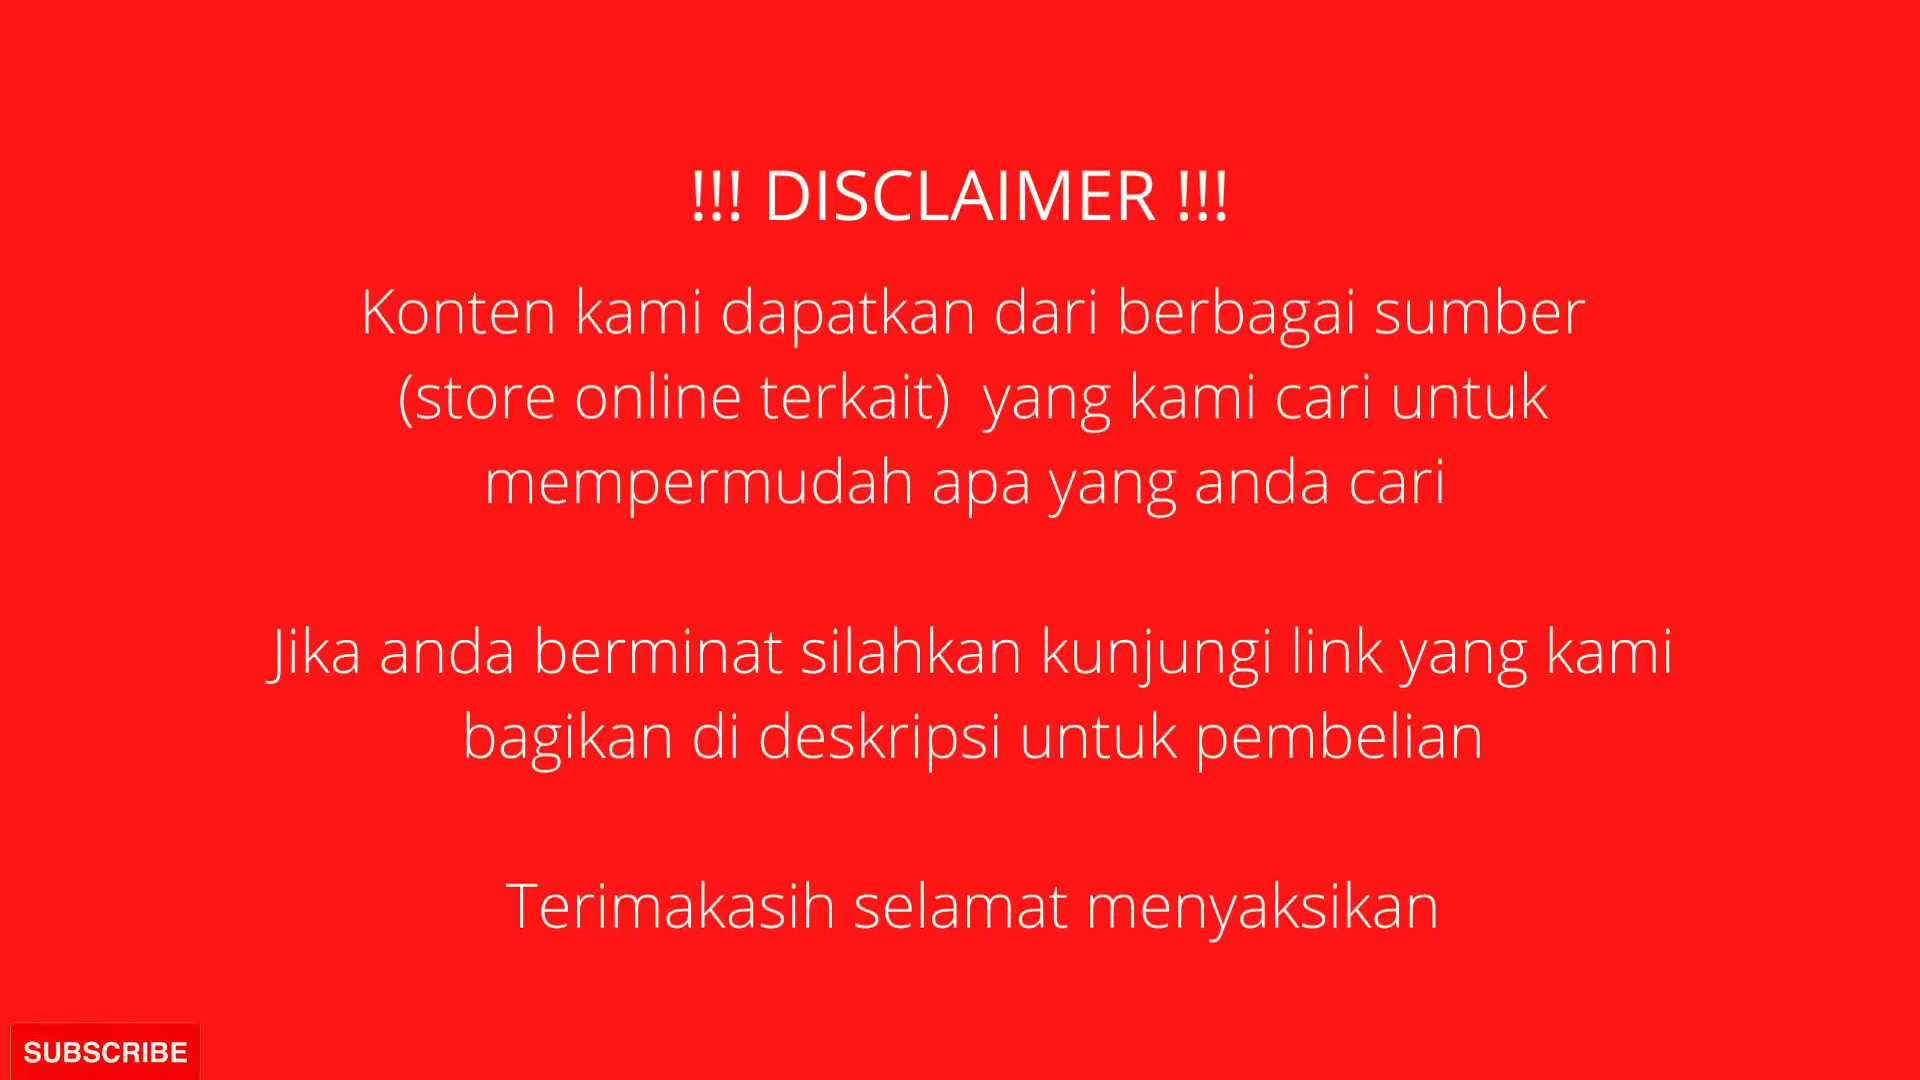 !!! DISCLAIMER !!!
Konten kami dapatkan dari berbagai sumber
(store online terkait)  yang kami cari untuk
mempermudah apa yang anda cari
Jika anda berminat silahkan kunjungi link yang kami
bagikan di deskripsi untuk pembelian
Terimakasih selamat menyaksikan
SUBSCRIBE